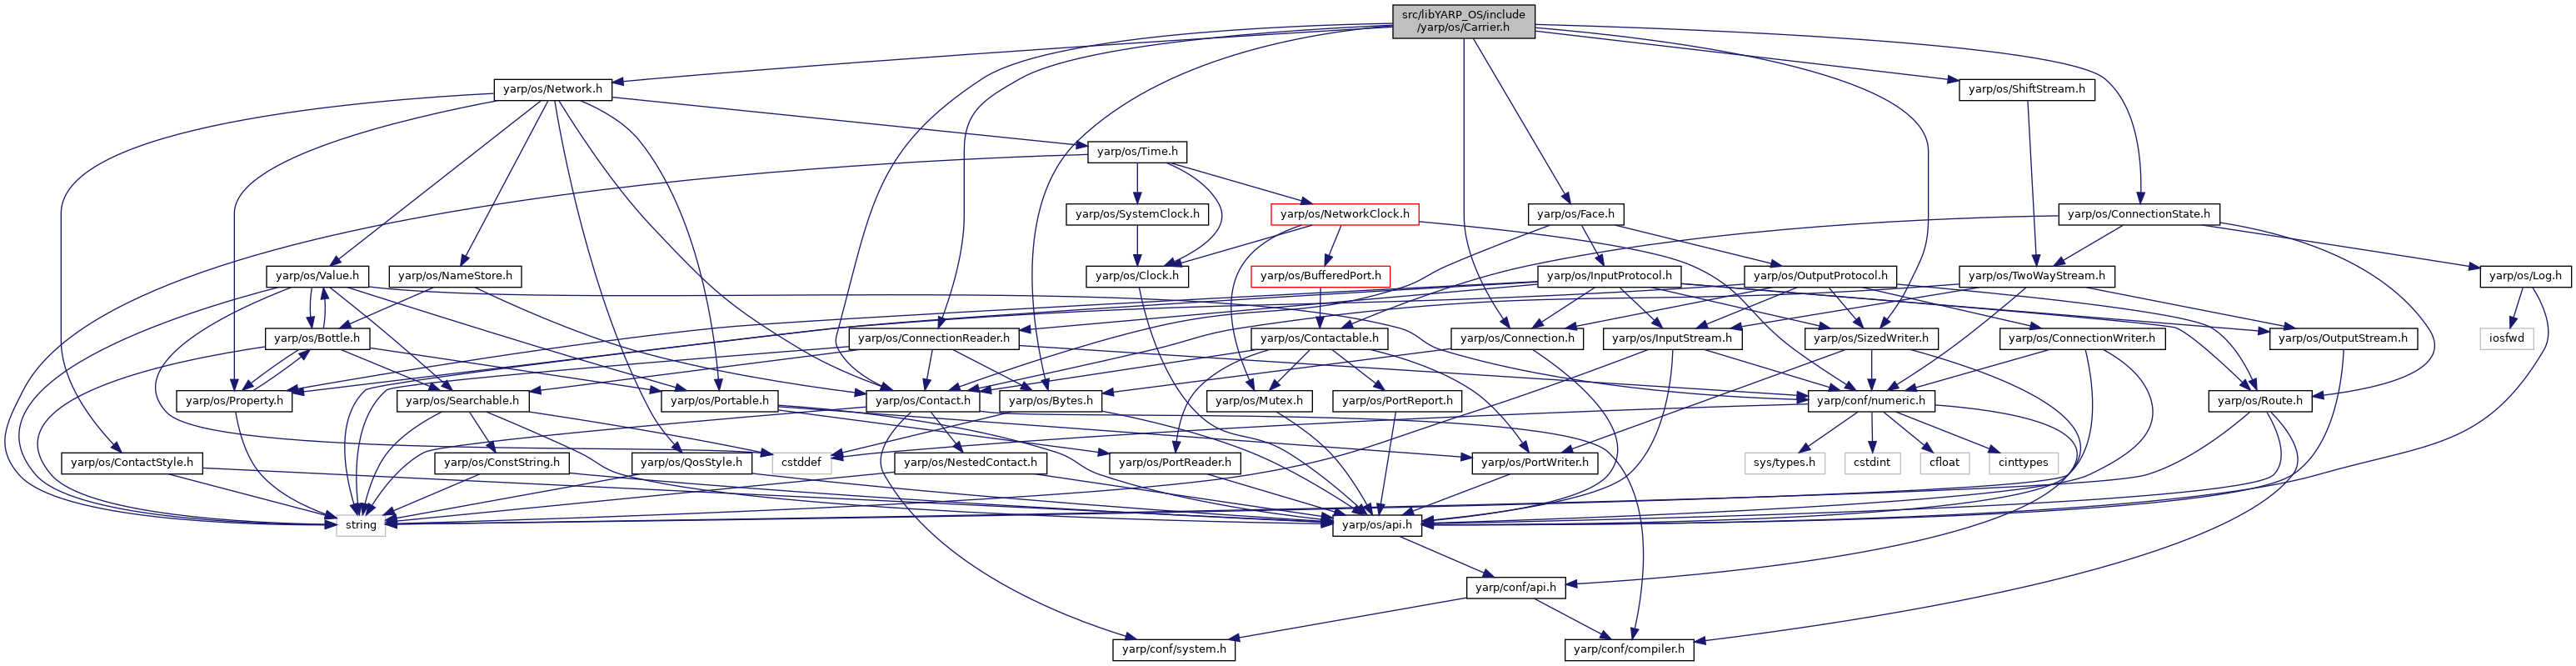 src/libYARP_OS/include
/yarp/os/Carrier.h
yarp/os/Network.h
yarp/os/ShiftStream.h
yarp/os/Time.h
yarp/os/SystemClock.h
yarp/os/NetworkClock.h
yarp/os/Face.h
yarp/os/ConnectionState.h
yarp/os/Value.h
yarp/os/NameStore.h
yarp/os/Clock.h
yarp/os/BufferedPort.h
yarp/os/InputProtocol.h
yarp/os/OutputProtocol.h
yarp/os/TwoWayStream.h
yarp/os/Log.h
yarp/os/Bottle.h
yarp/os/ConnectionReader.h
yarp/os/Contactable.h
yarp/os/Connection.h
yarp/os/InputStream.h
yarp/os/SizedWriter.h
yarp/os/ConnectionWriter.h
yarp/os/OutputStream.h
iosfwd
yarp/os/Property.h
yarp/os/Searchable.h
yarp/os/Portable.h
yarp/os/Contact.h
yarp/os/Bytes.h
yarp/os/Mutex.h
yarp/os/PortReport.h
yarp/conf/numeric.h
yarp/os/Route.h
yarp/os/ContactStyle.h
yarp/os/ConstString.h
yarp/os/QosStyle.h
cstddef
yarp/os/NestedContact.h
yarp/os/PortReader.h
yarp/os/PortWriter.h
sys/types.h
cstdint
cfloat
cinttypes
string
yarp/os/api.h
yarp/conf/api.h
yarp/conf/system.h
yarp/conf/compiler.h